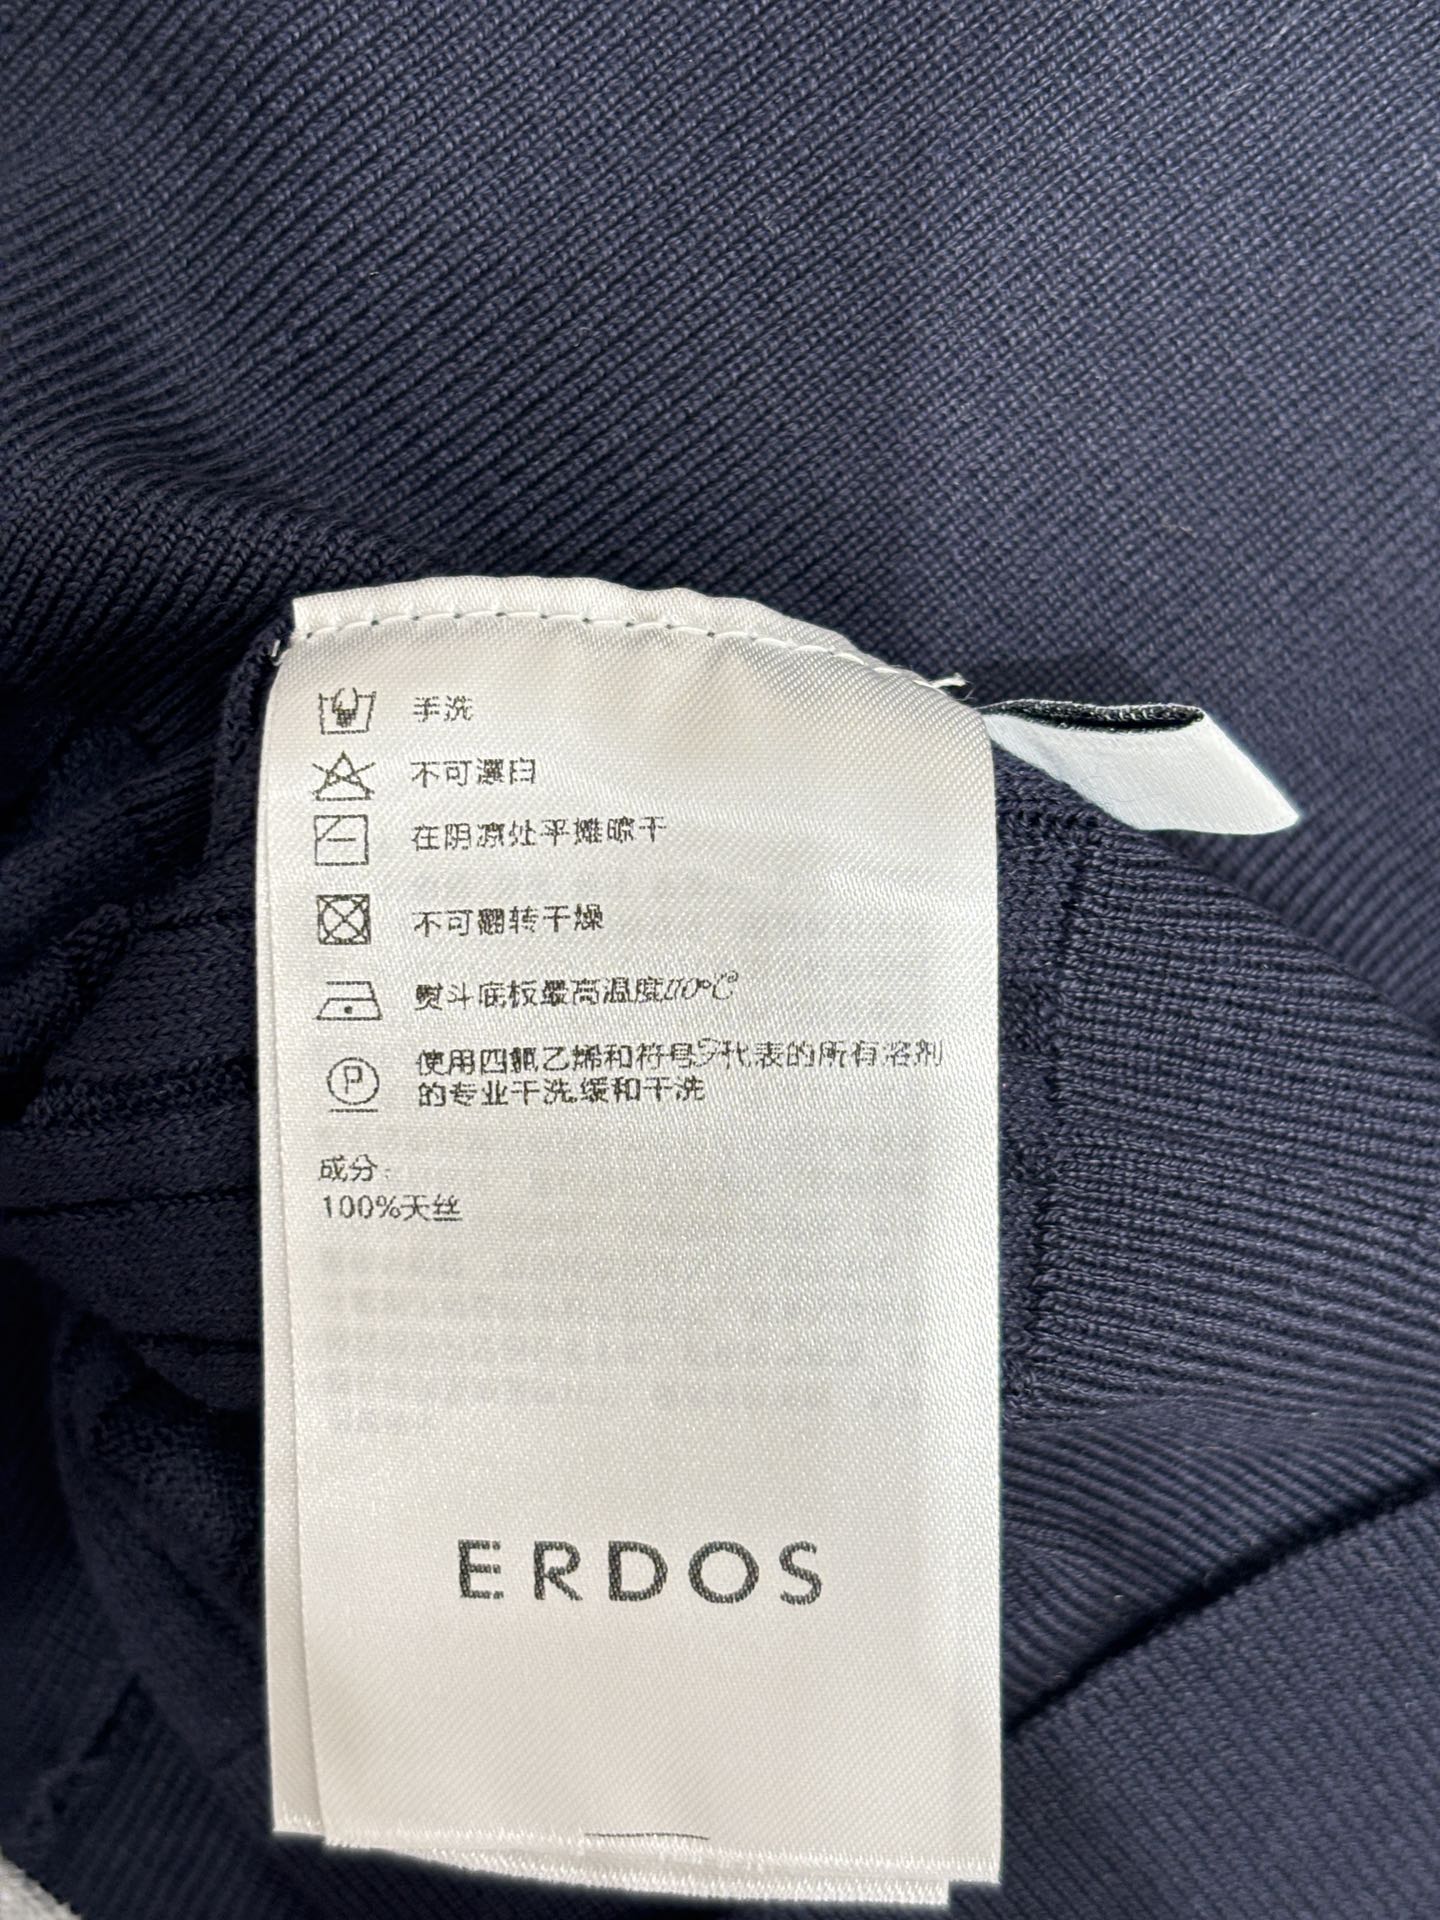 手洗
不可漂白
在阴凉处平摊晾干
不可翻转干燥
熨斗底板最高温度110℃
使用四氯乙烯和符号F代表的所有溶剂
的专业干洗,缓和干洗
P
成分:
100%天丝
ERDOS